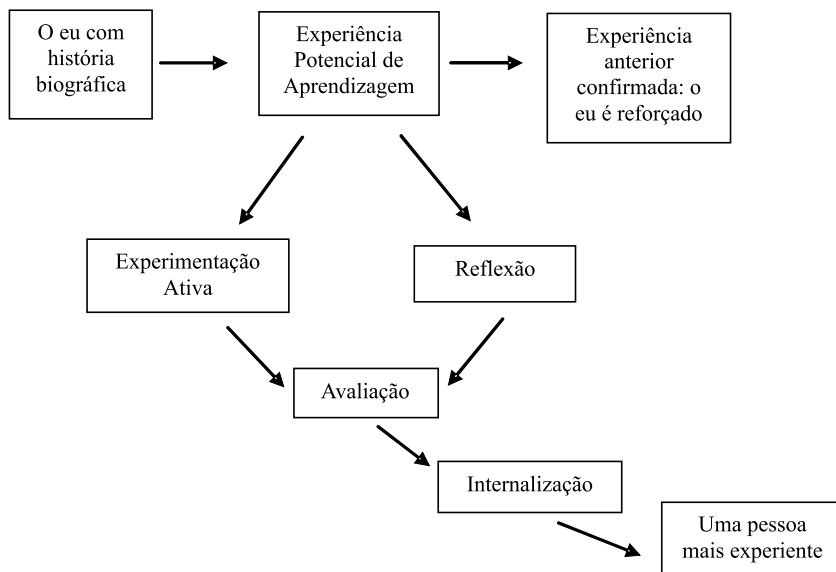 O eu com
história
biográfica
Experiência
Potencial de
Aprendizagem
Experiência
anterior
confirmada: o
eu é reforçado
Experimentação
Ativa
Reflexão
Avaliação
Internalização
Uma pessoa
mais experiente